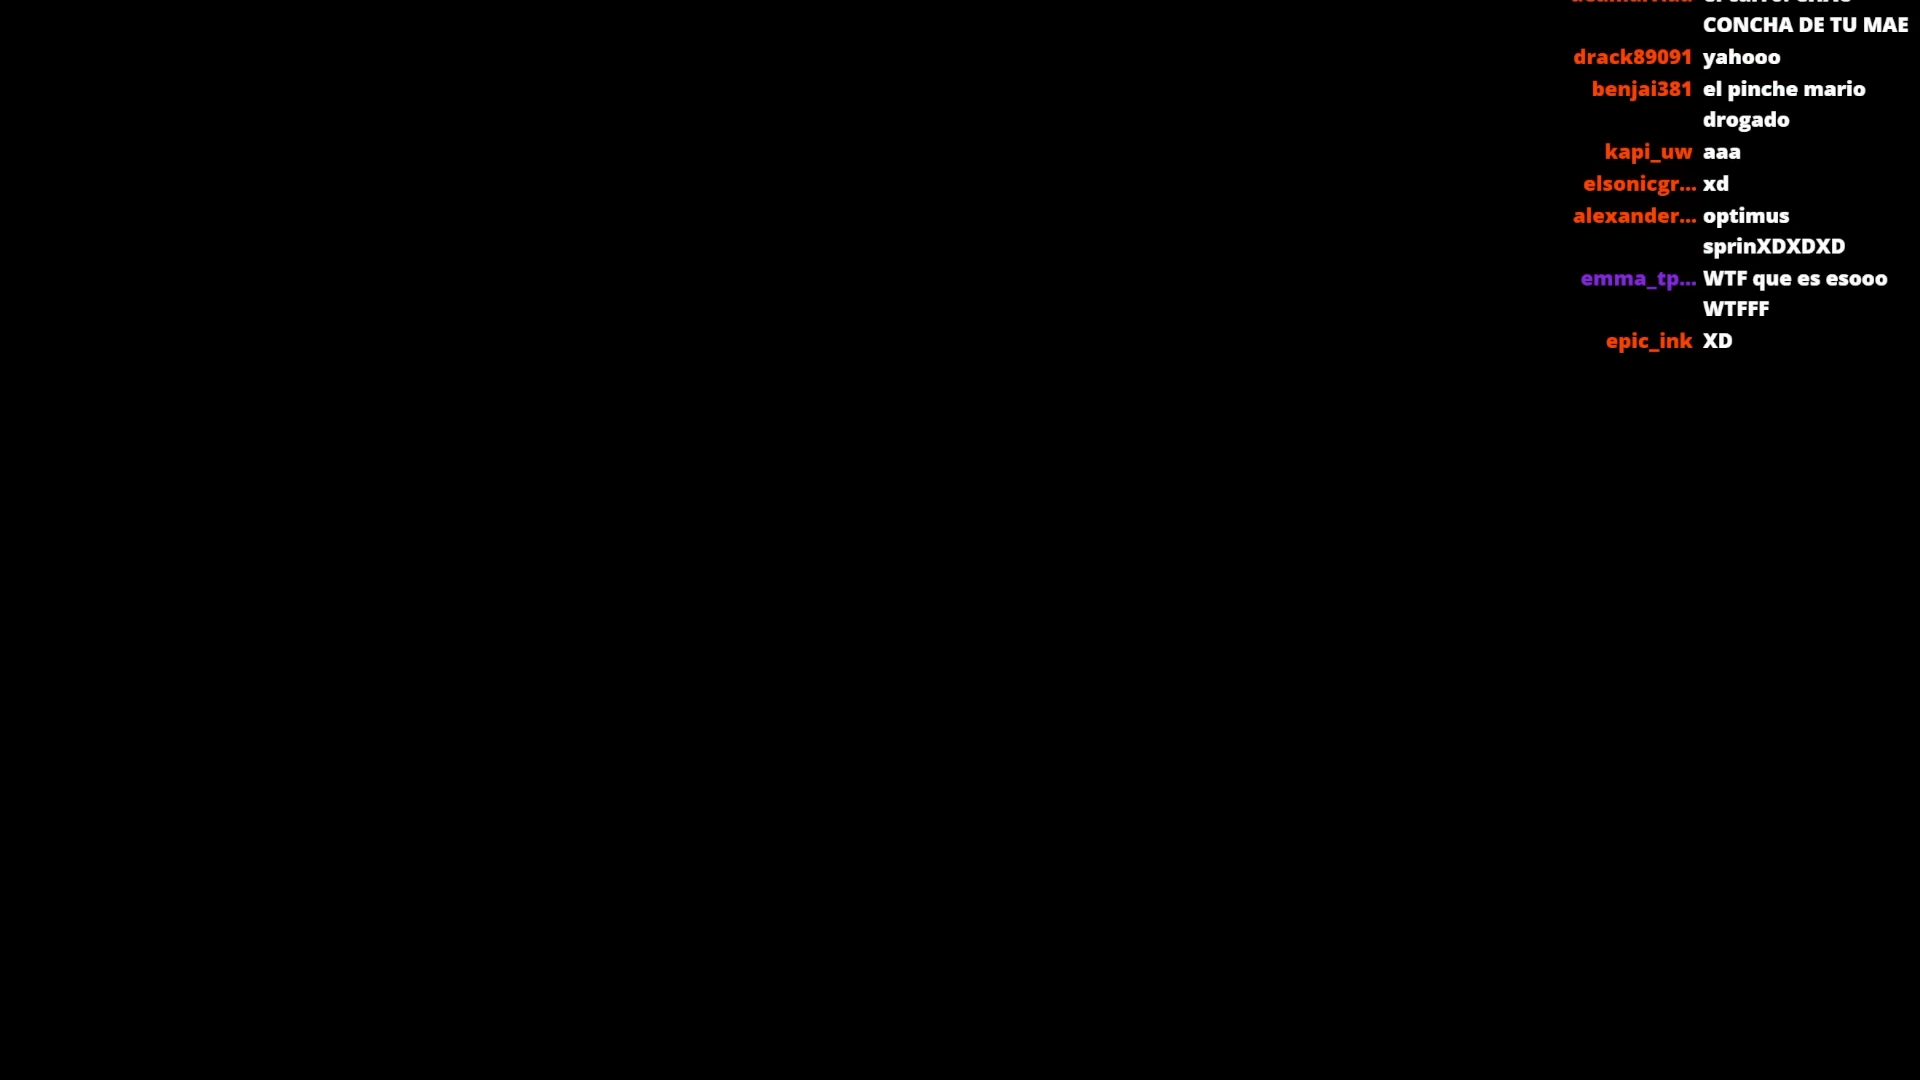 CONCHA DE TU MAE
drack89091 yahooo
benjai381 el pinche mario
drogado
kapi_uw aaa
elsonicgr... xd
alexander... optimus
sprinXDXDXD
emma_tp... WTF que es esooo
WTFFF
epic_ink XD